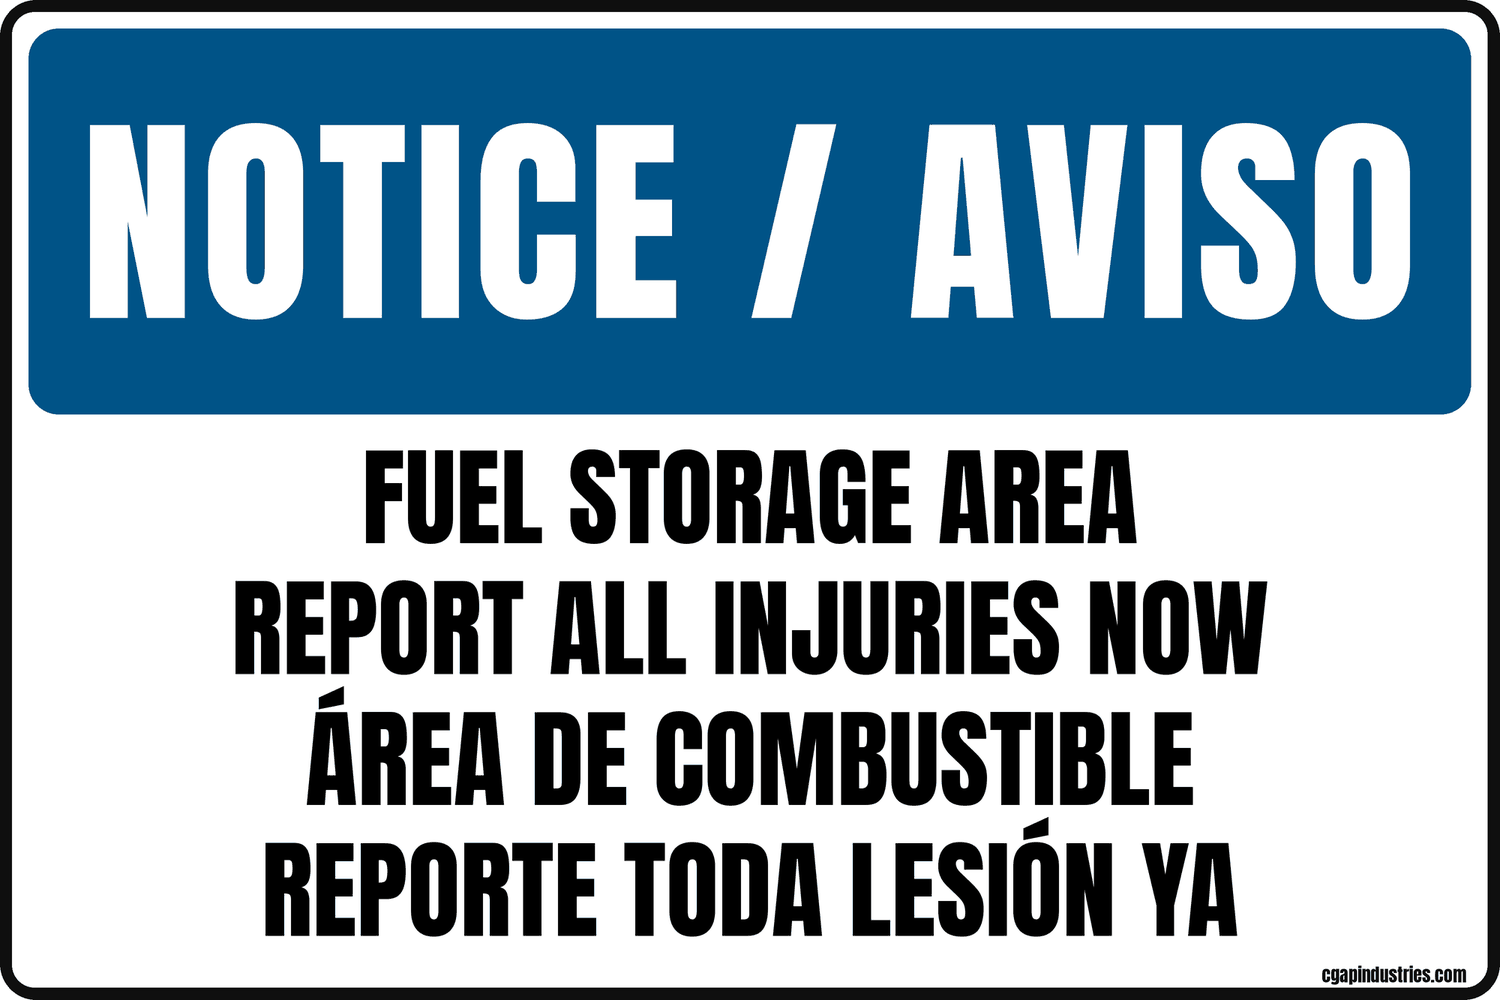 NOTICE / AVISO
FUEL STORAGE AREA
REPORT ALL INJURIES NOW
ÁREA DE COMBUSTIBLE
REPORTE TODA LESIÓN YA
cgapindustries.com